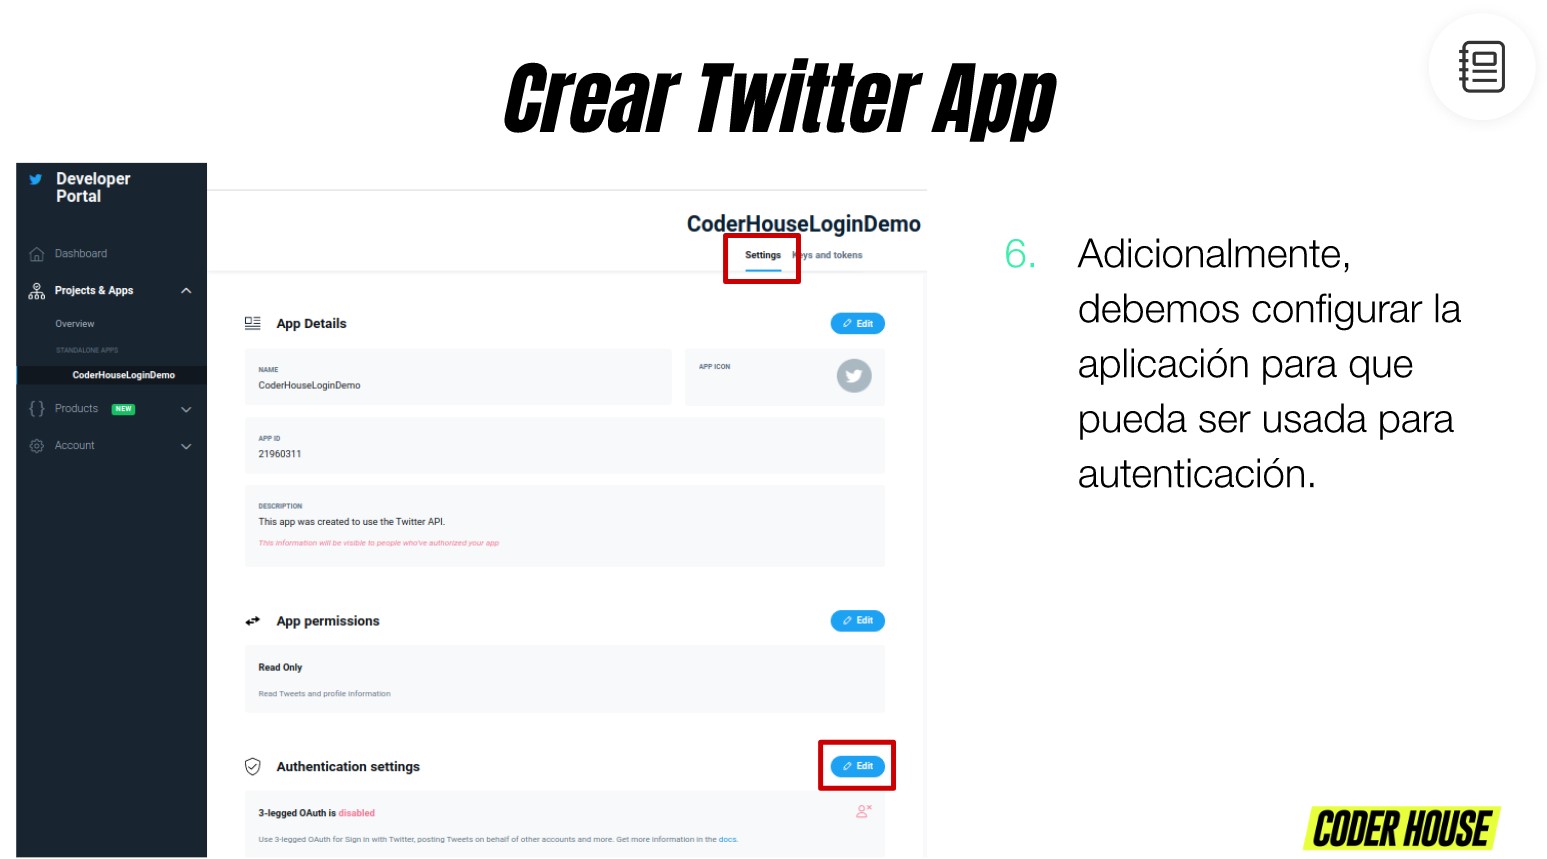 Crear Twitter App
Developer
Portal
Dashboard
Projects & Apps
Overview
STANDALONE APPS
CoderHouseLoginDemo
Products NEW
Account
CoderHouseLoginDemo
Settings Keys and tokens
App Details
Edit
NAME
CoderHouseLoginDemo
APP ICON
APP ID
21960311
DESCRIPTION
This app was created to use the Twitter API.
This information will be visible to people who've authorized your app
App permissions
Edit
Read Only
Read Tweets and profile information
Authentication settings
Edit
3-legged OAuth is disabled
Use 3-legged OAuth for Sign in with Twitter, posting Tweets on behalf of other accounts and more. Get more information in the docs.
6. Adicionalmente,
debemos configurar la
aplicación para que
pueda ser usada para
autenticación.
CODER HOUSE